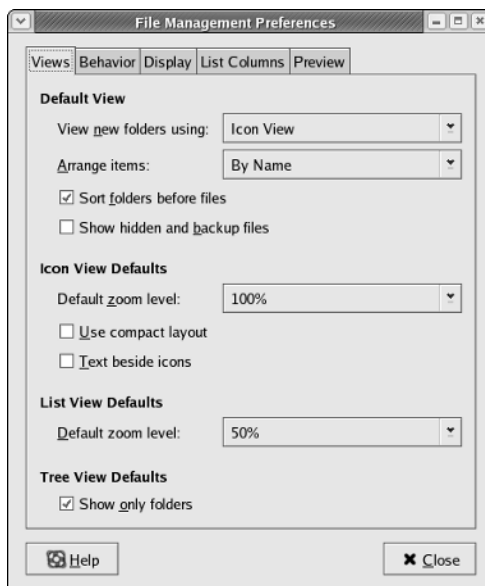 File Management Preferences
Views Behavior Display List Columns Preview
Default View
View new folders using: Icon View
Arrange items: By Name
Sort folders before files
Show hidden and backup files
Icon View Defaults
Default zoom level: 100%
Use compact layout
Text beside icons
List View Defaults
Default zoom level: 50%
Tree View Defaults
Show only folders
Help Close